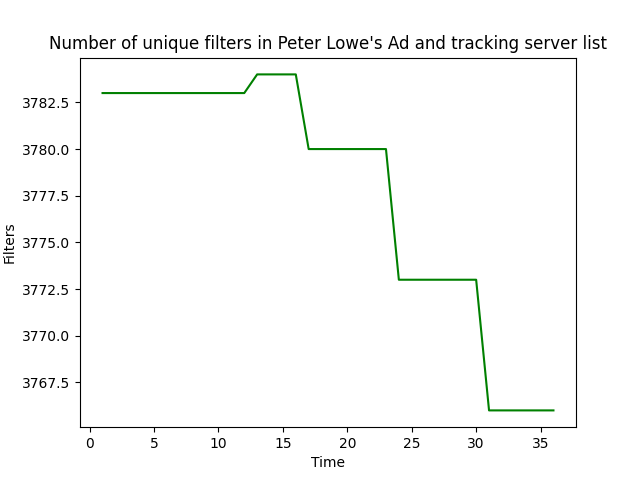 Number of unique filters in Peter Lowe's Ad and tracking server list
3782.5
3780.0
3777.5
3775.0
3772.5
3770.0
3767.5
Filters
0 5 10 15 20 25 30 35
Time